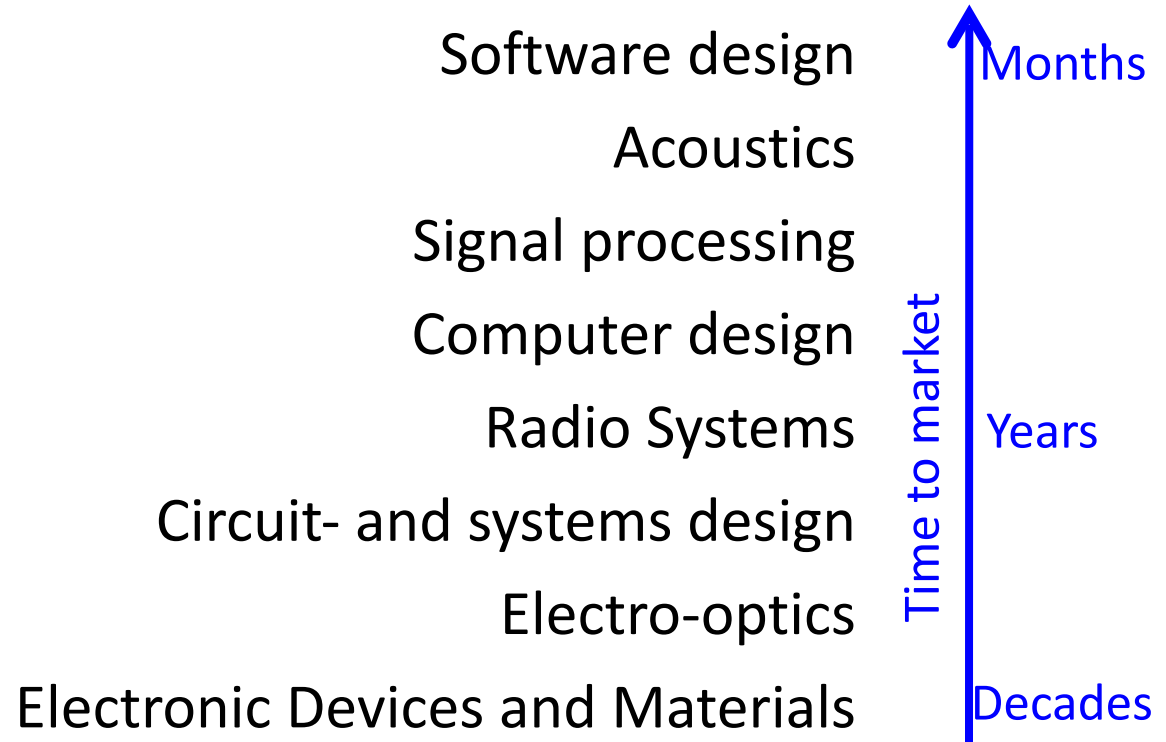 Software design
Months
Acoustics
Signal processing
Computer design
Radio Systems
Years
Time to market
Circuit- and systems design
Electro-optics
Electronic Devices and Materials
Decades